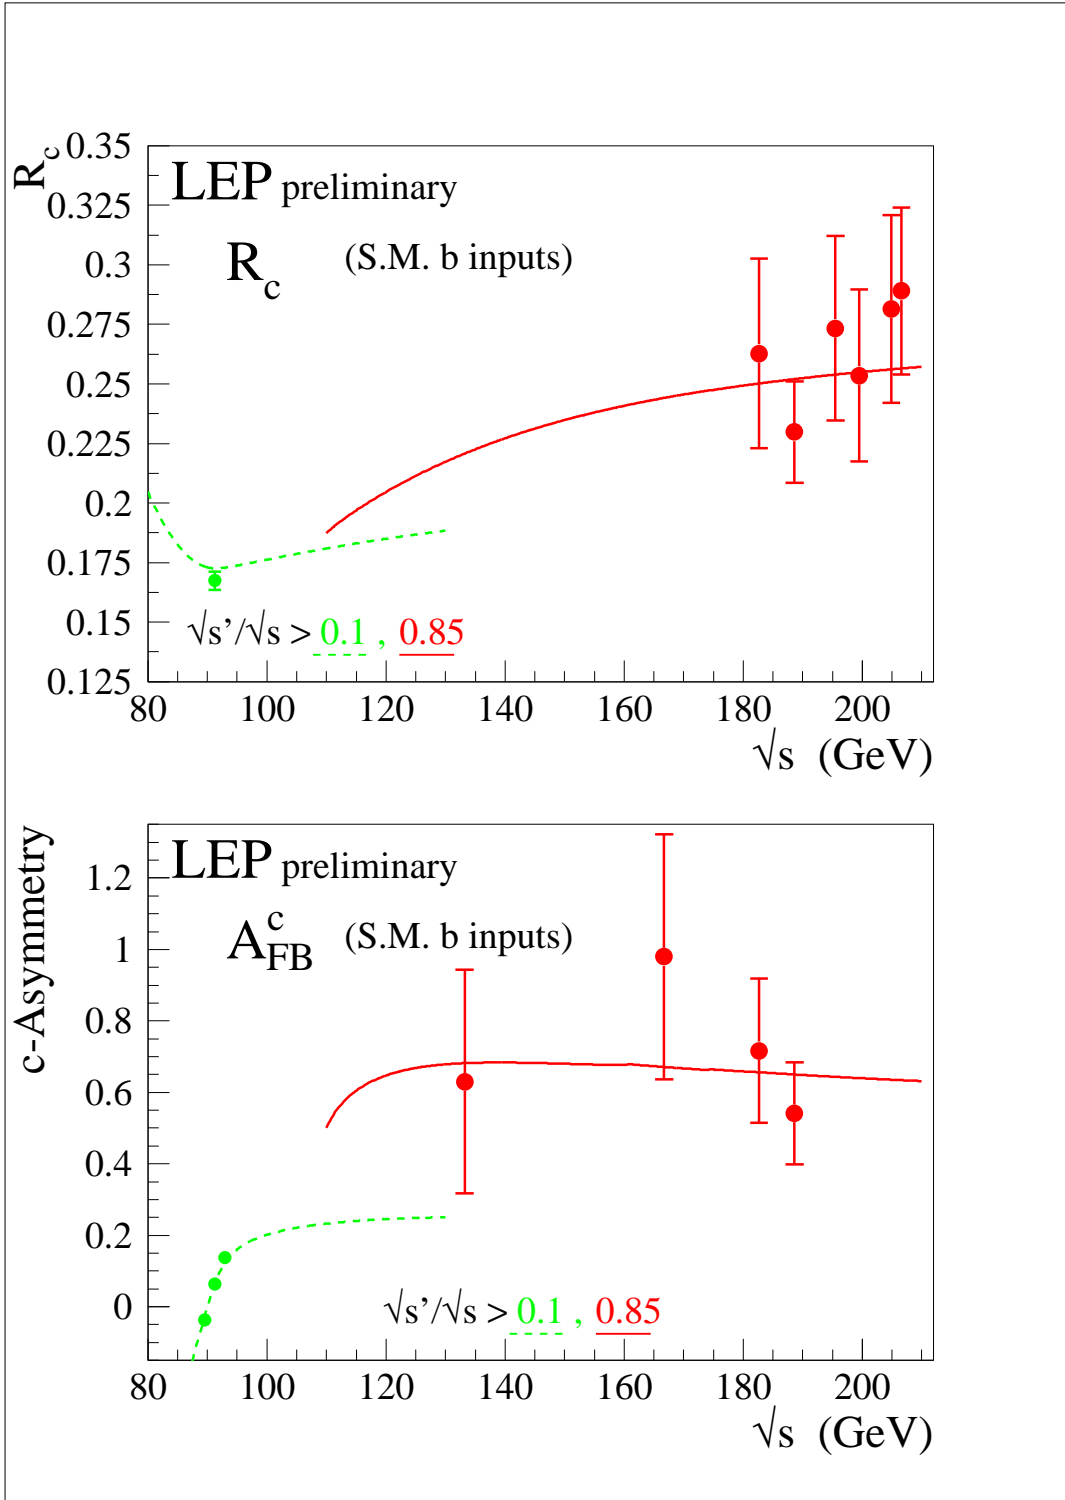 R_c
0.35
0.325
0.3
0.275
0.25
0.225
0.2
0.175
0.15
0.125
LEP preliminary
R_c (S.M. b inputs)
√s’/√s > 0.1 , 0.85
80 100 120 140 160 180 200
√s (GeV)
c-Asymmetry
1.2
1
0.8
0.6
0.4
0.2
0
LEP preliminary
A_FB^c (S.M. b inputs)
√s’/√s > 0.1 , 0.85
80 100 120 140 160 180 200
√s (GeV)